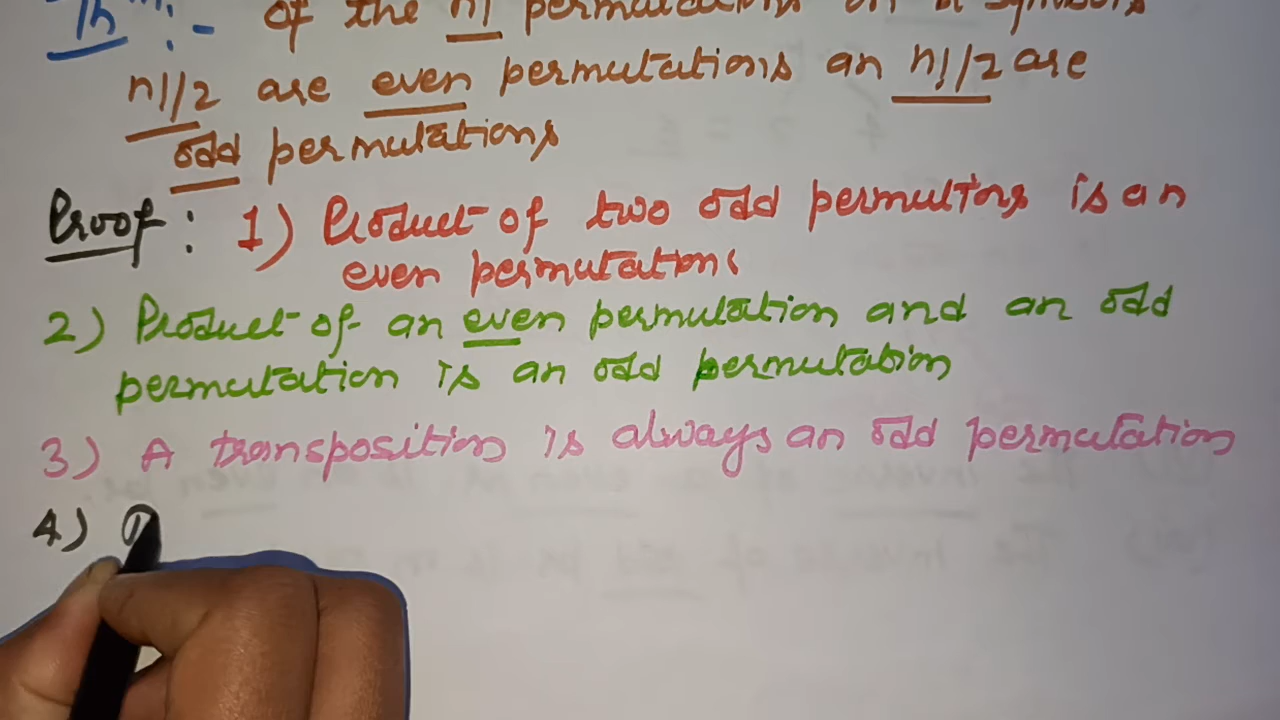 Th^m :- of the n! permutations on n symbols
n!/2 are even permutations an n!/2 are
odd permutations
Proof : 1) Product of two odd permuttons is an
even permutations
2) Product of an even permutation and an odd
permutation is an odd permutation
3) A transposition is always an odd permutation
4)